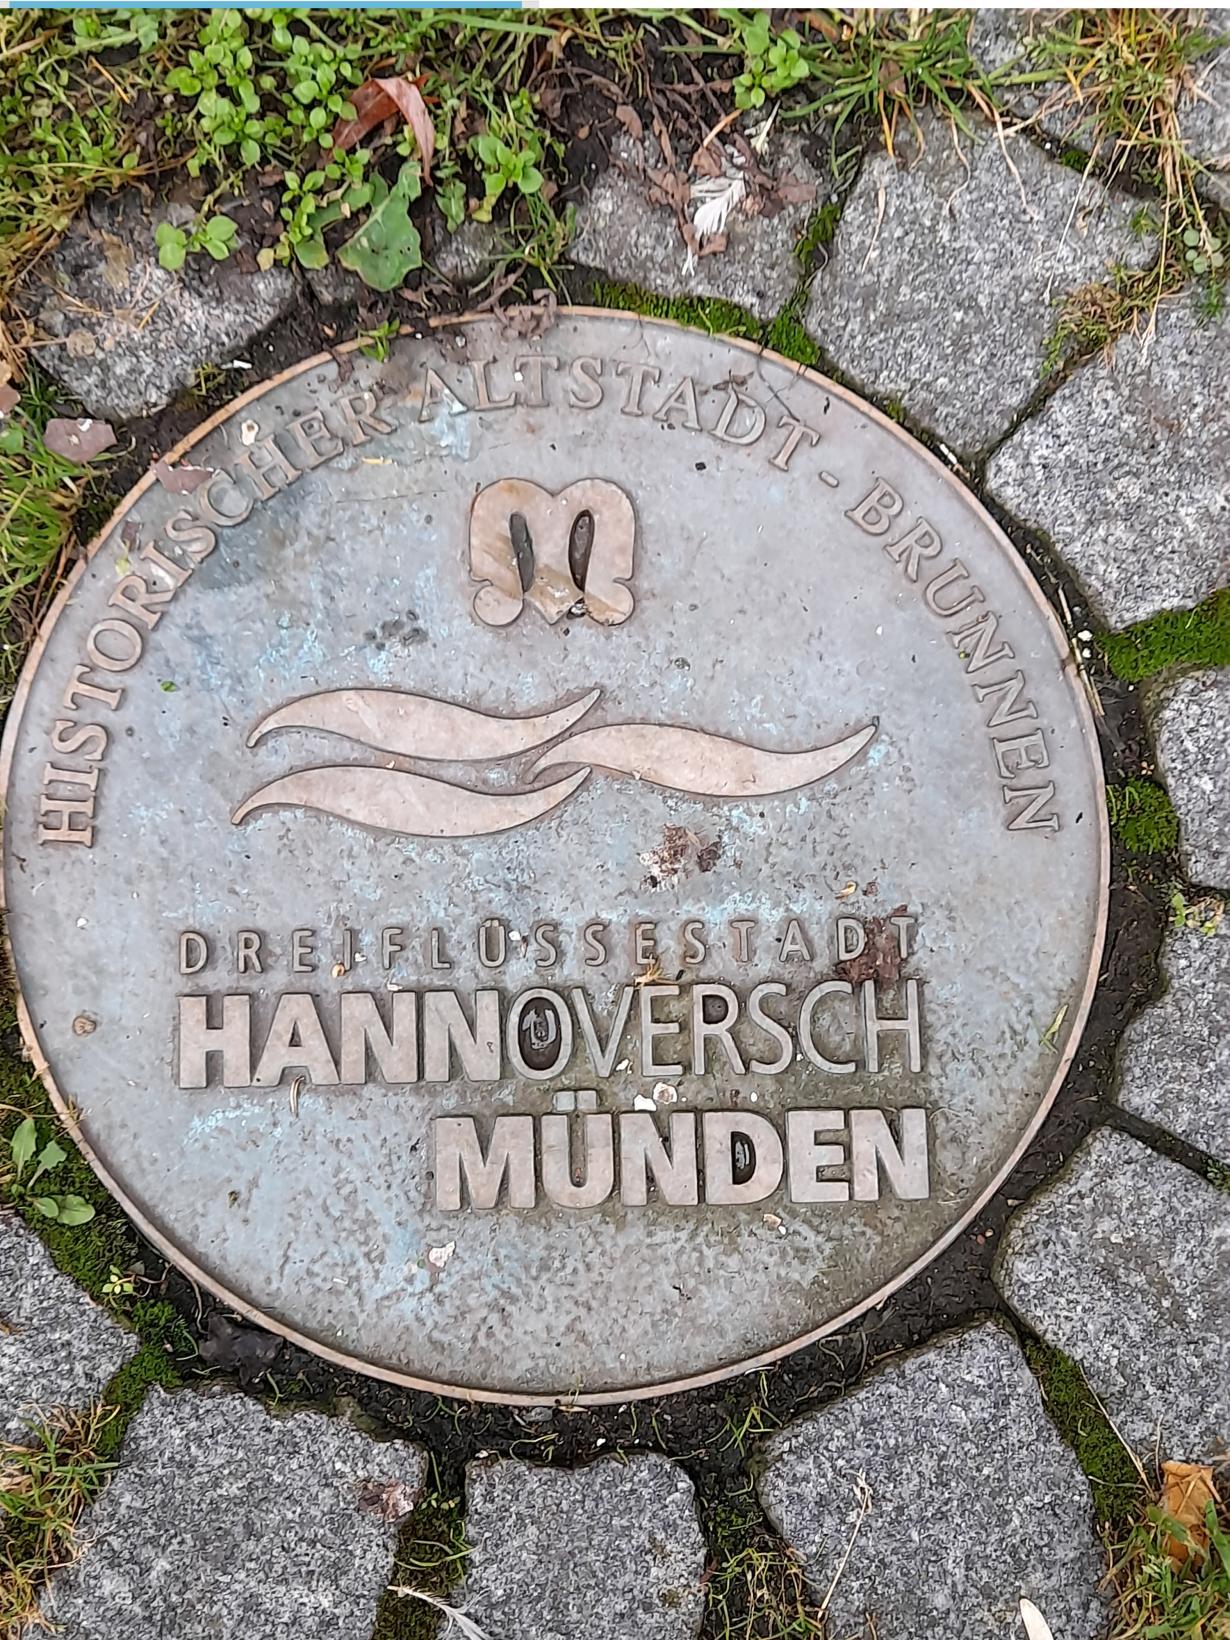 HISTORISCHER ALTSTADT - BRUNNEN
M
DREIFLÜSSESTADT
HANNOVERSCH
MÜNDEN